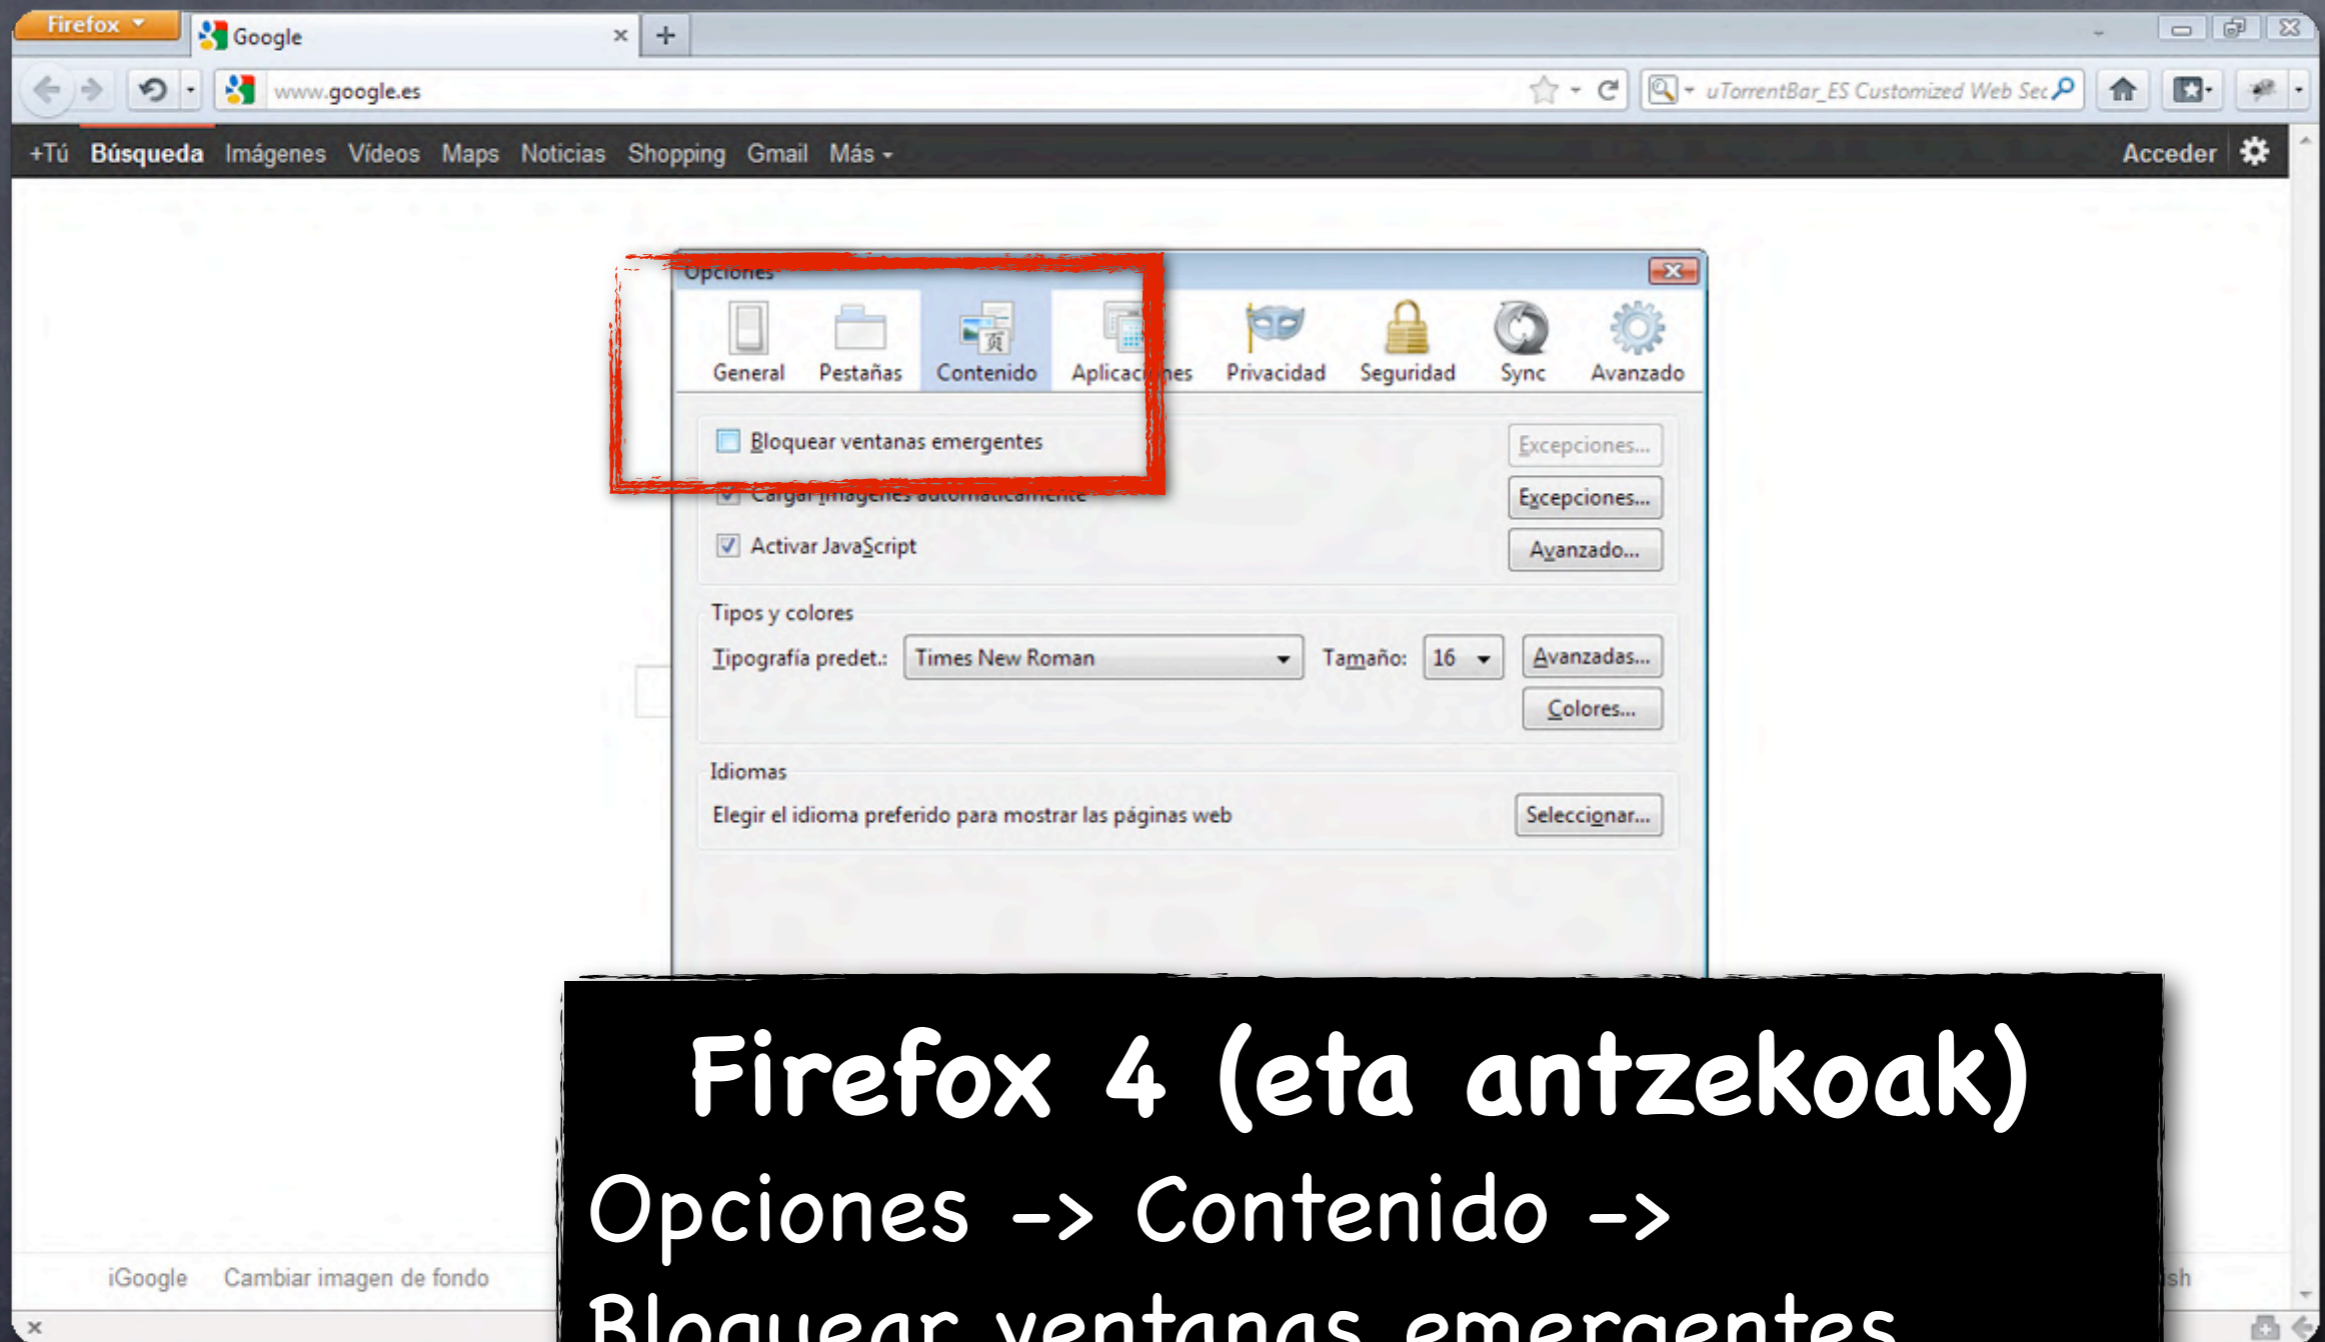 Firefox
Google
www.google.es
uTorrentBar_ES Customized Web Sec
+Tú Búsqueda Imágenes Vídeos Maps Noticias Shopping Gmail Más
Acceder
Opciones
General Pestañas Contenido Aplicaciones Privacidad Seguridad Sync Avanzado
Bloquear ventanas emergentes
Excepciones...
Cargar imágenes automáticamente
Excepciones...
Activar JavaScript
Avanzado...
Tipos y colores
Tipografía predet.: Times New Roman Tamaño: 16 Avanzadas...
Colores...
Idiomas
Elegir el idioma preferido para mostrar las páginas web
Seleccionar...
Firefox 4 (eta antzekoak)
Opciones -> Contenido ->
Bloquear ventanas emergentes
iGoogle Cambiar imagen de fondo